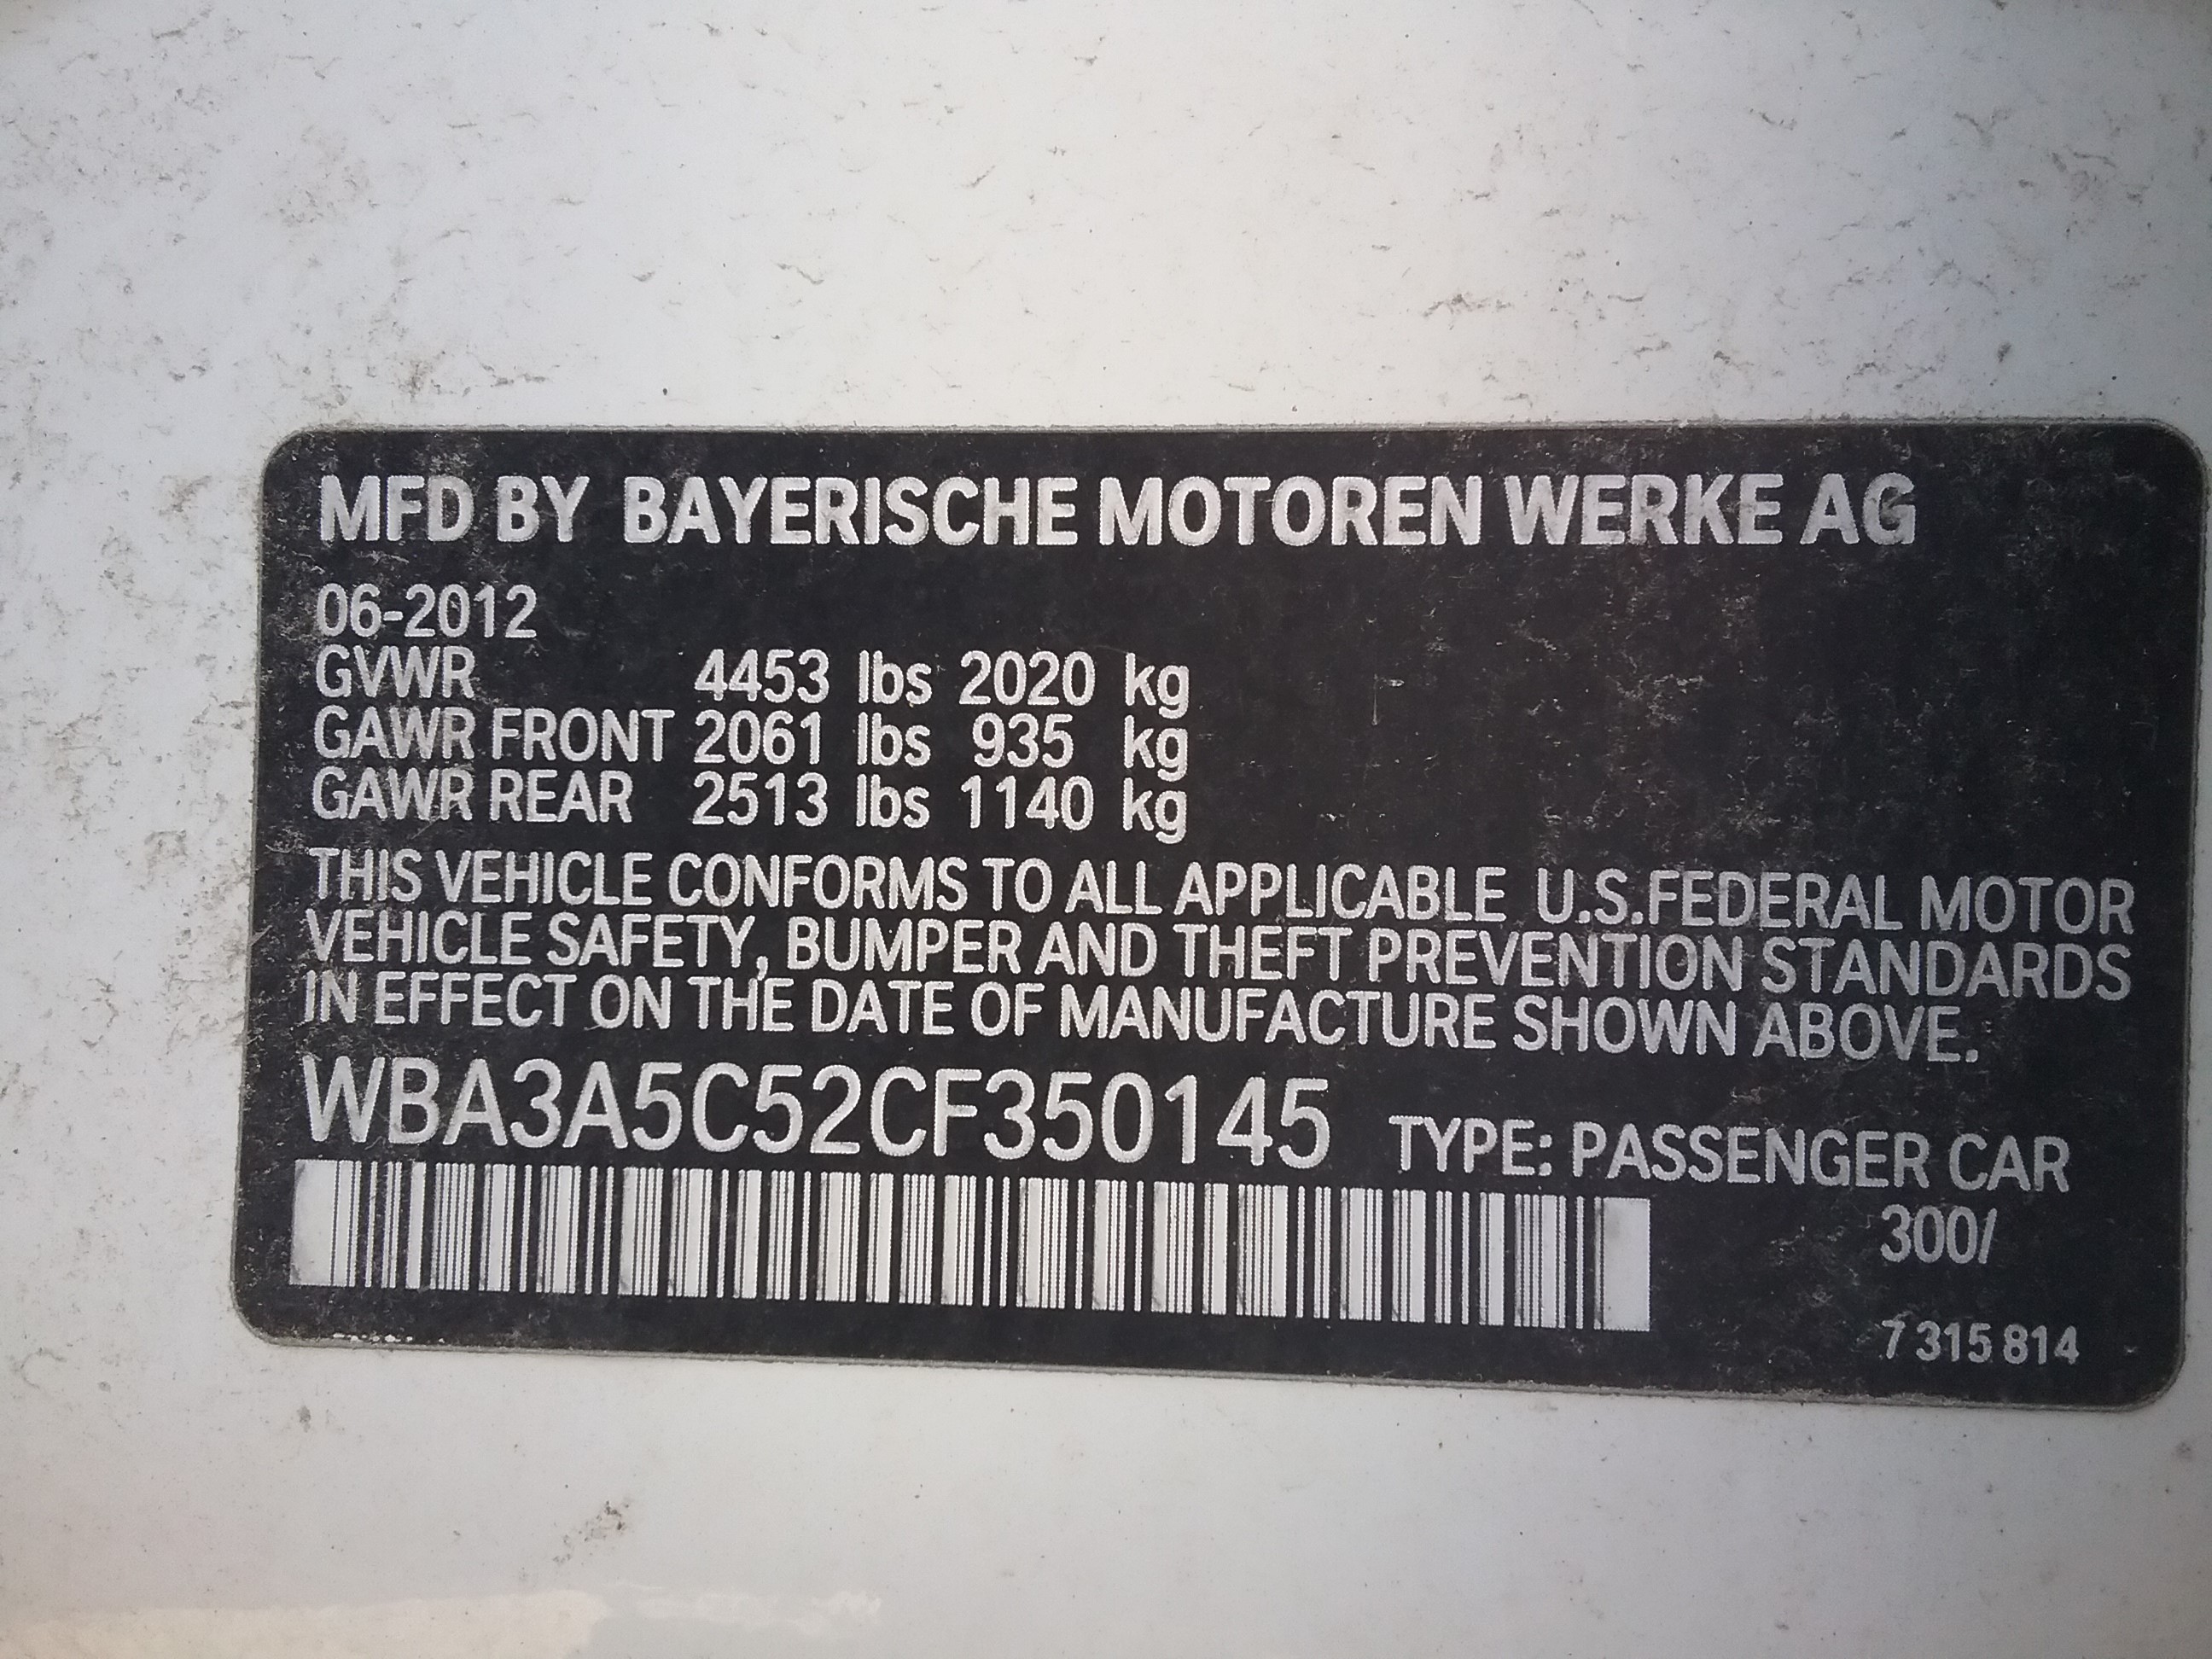 MFD BY BAYERISCHE MOTOREN WERKE AG
06-2012
GVWR 4453 lbs 2020 kg
GAWR FRONT 2061 lbs 935 kg
GAWR REAR 2513 lbs 1140 kg
THIS VEHICLE CONFORMS TO ALL APPLICABLE U.S.FEDERAL MOTOR
VEHICLE SAFETY, BUMPER AND THEFT PREVENTION STANDARDS
IN EFFECT ON THE DATE OF MANUFACTURE SHOWN ABOVE.
WBA3A5C52CF350145 TYPE: PASSENGER CAR
300/
7 315 814